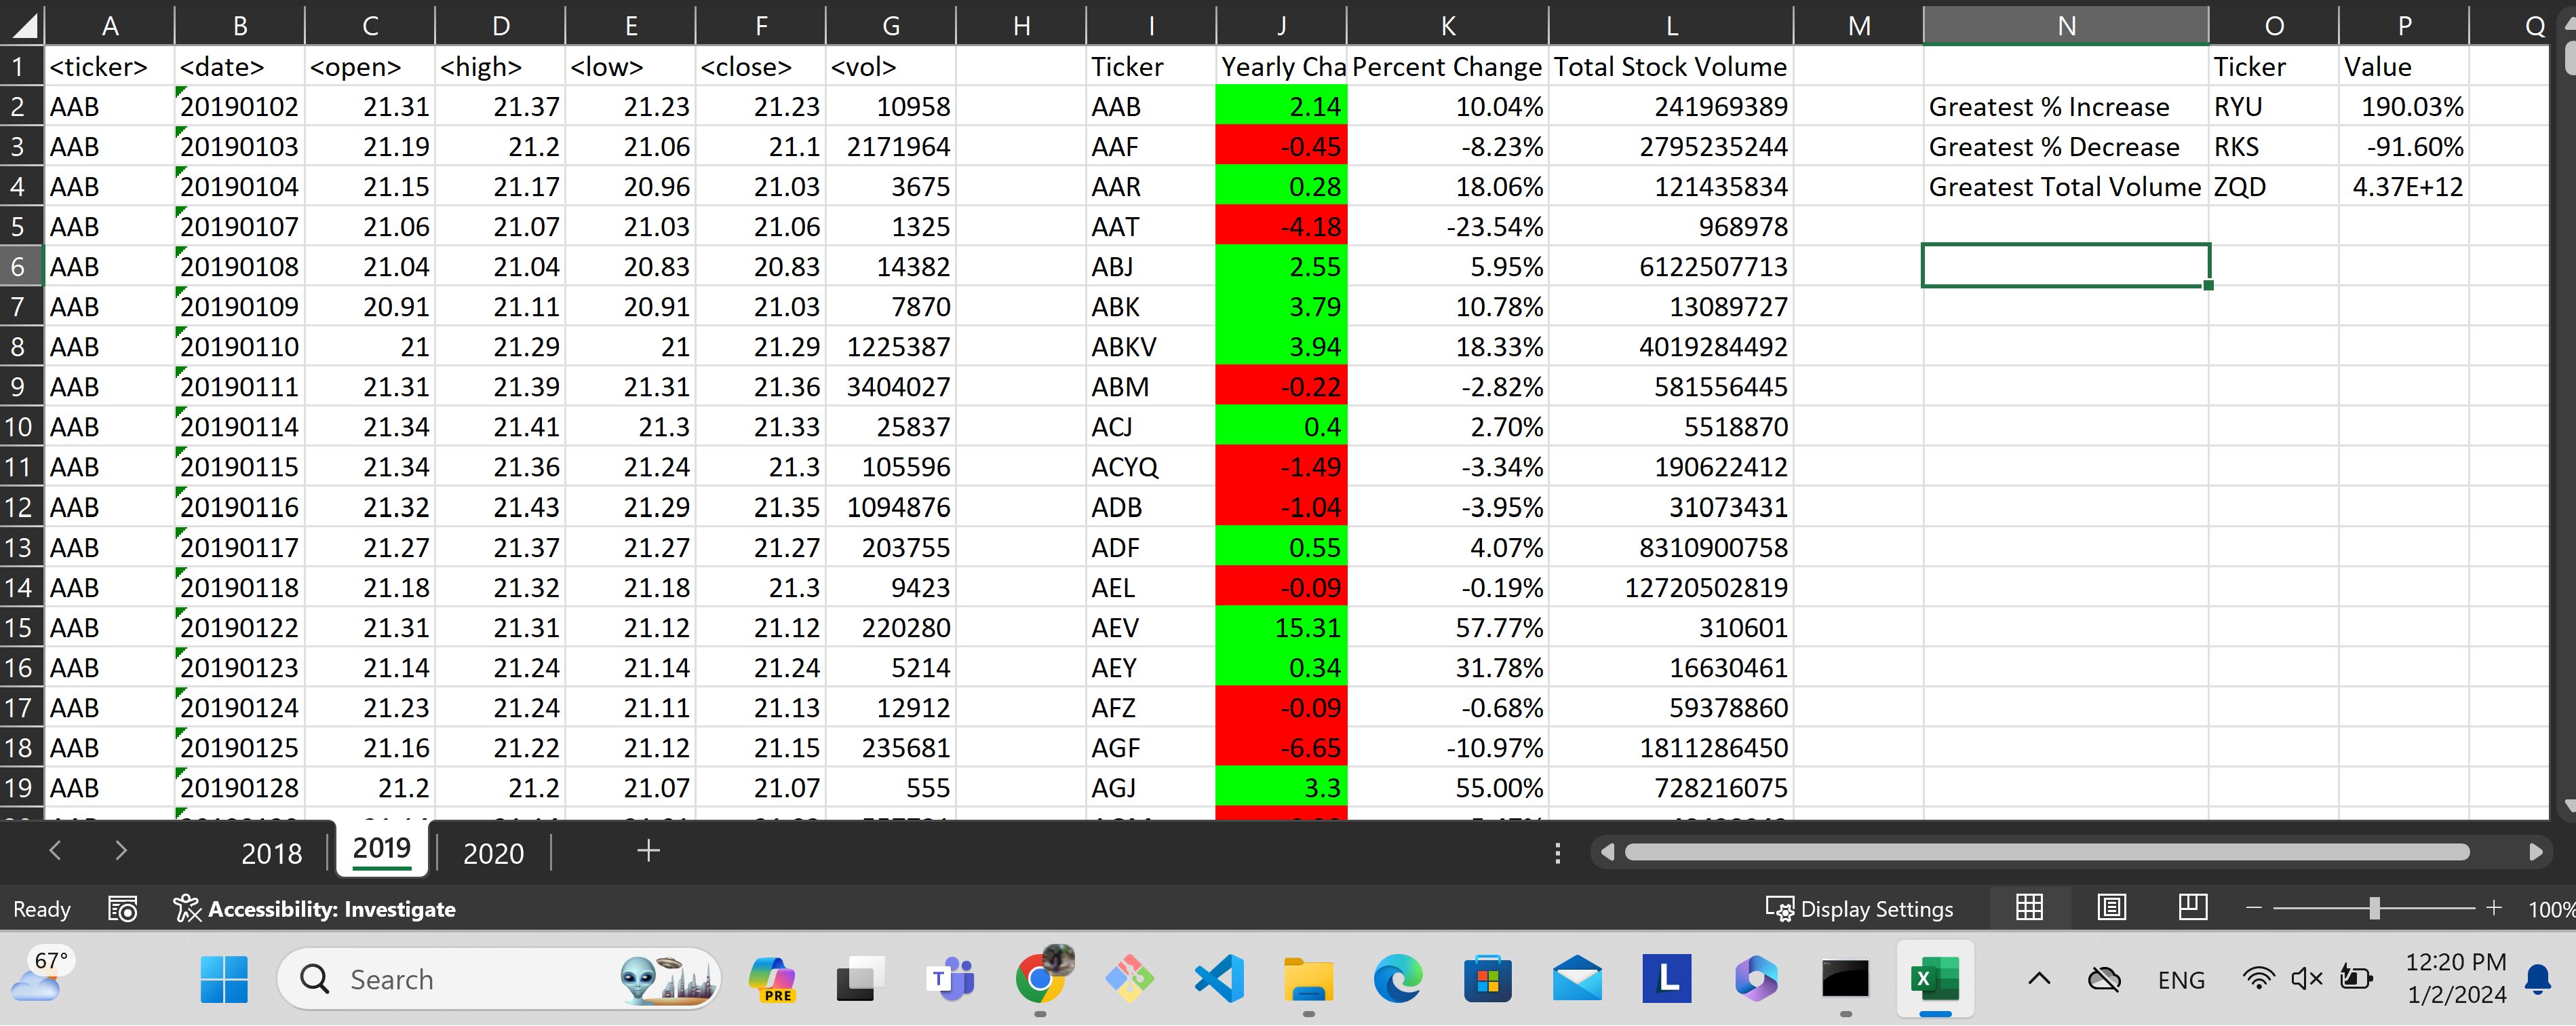 A B C D E F G H I J K L M N O P Q
1 <ticker> <date> <open> <high> <low> <close> <vol> Ticker Yearly Cha Percent Change Total Stock Volume Ticker Value
2 AAB 20190102 21.31 21.37 21.23 21.23 10958 AAB 2.14 10.04% 241969389 Greatest % Increase RYU 190.03%
3 AAB 20190103 21.19 21.2 21.06 21.1 2171964 AAF -0.45 -8.23% 2795235244 Greatest % Decrease RKS -91.60%
4 AAB 20190104 21.15 21.17 20.96 21.03 3675 AAR 0.28 18.06% 121435834 Greatest Total Volume ZQD 4.37E+12
5 AAB 20190107 21.06 21.07 21.03 21.06 1325 AAT -4.18 -23.54% 968978
6 AAB 20190108 21.04 21.04 20.83 20.83 14382 ABJ 2.55 5.95% 6122507713
7 AAB 20190109 20.91 21.11 20.91 21.03 7870 ABK 3.79 10.78% 13089727
8 AAB 20190110 21 21.29 21 21.29 1225387 ABKV 3.94 18.33% 4019284492
9 AAB 20190111 21.31 21.39 21.31 21.36 3404027 ABM -0.22 -2.82% 581556445
10 AAB 20190114 21.34 21.41 21.3 21.33 25837 ACJ 0.4 2.70% 5518870
11 AAB 20190115 21.34 21.36 21.24 21.3 105596 ACYQ -1.49 -3.34% 190622412
12 AAB 20190116 21.32 21.43 21.29 21.35 1094876 ADB -1.04 -3.95% 31073431
13 AAB 20190117 21.27 21.37 21.27 21.27 203755 ADF 0.55 4.07% 8310900758
14 AAB 20190118 21.18 21.32 21.18 21.3 9423 AEL -0.09 -0.19% 12720502819
15 AAB 20190122 21.31 21.31 21.12 21.12 220280 AEV 15.31 57.77% 310601
16 AAB 20190123 21.14 21.24 21.14 21.24 5214 AEY 0.34 31.78% 16630461
17 AAB 20190124 21.23 21.24 21.11 21.13 12912 AFZ -0.09 -0.68% 59378860
18 AAB 20190125 21.16 21.22 21.12 21.15 235681 AGF -6.65 -10.97% 1811286450
19 AAB 20190128 21.2 21.2 21.07 21.07 555 AGJ 3.3 55.00% 728216075
2018 2019 2020
Ready Accessibility: Investigate Display Settings 100%
67° Search PRE T L X ENG 12:20 PM
1/2/2024